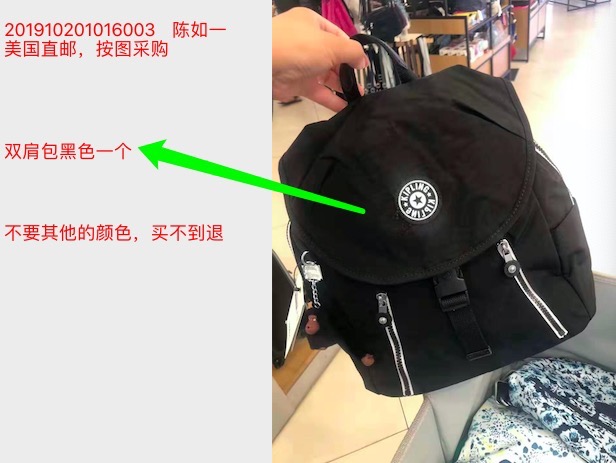 201910201016003 陈如一
美国直邮，按图采购
双肩包黑色一个
不要其他的颜色，买不到退
KIPLING
KIPLING